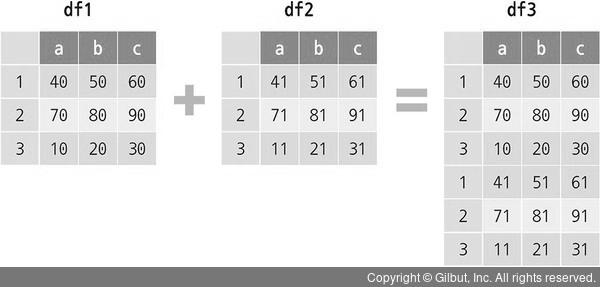 df1 df2 df3
a b c a b c a b c
1 40 50 60 1 41 51 61 1 40 50 60
2 70 80 90 + 2 71 81 91 = 2 70 80 90
3 10 20 30 3 11 21 31 3 10 20 30
1 41 51 61
2 71 81 91
3 11 21 31
Copyright © Gilbut, Inc. All rights reserved.